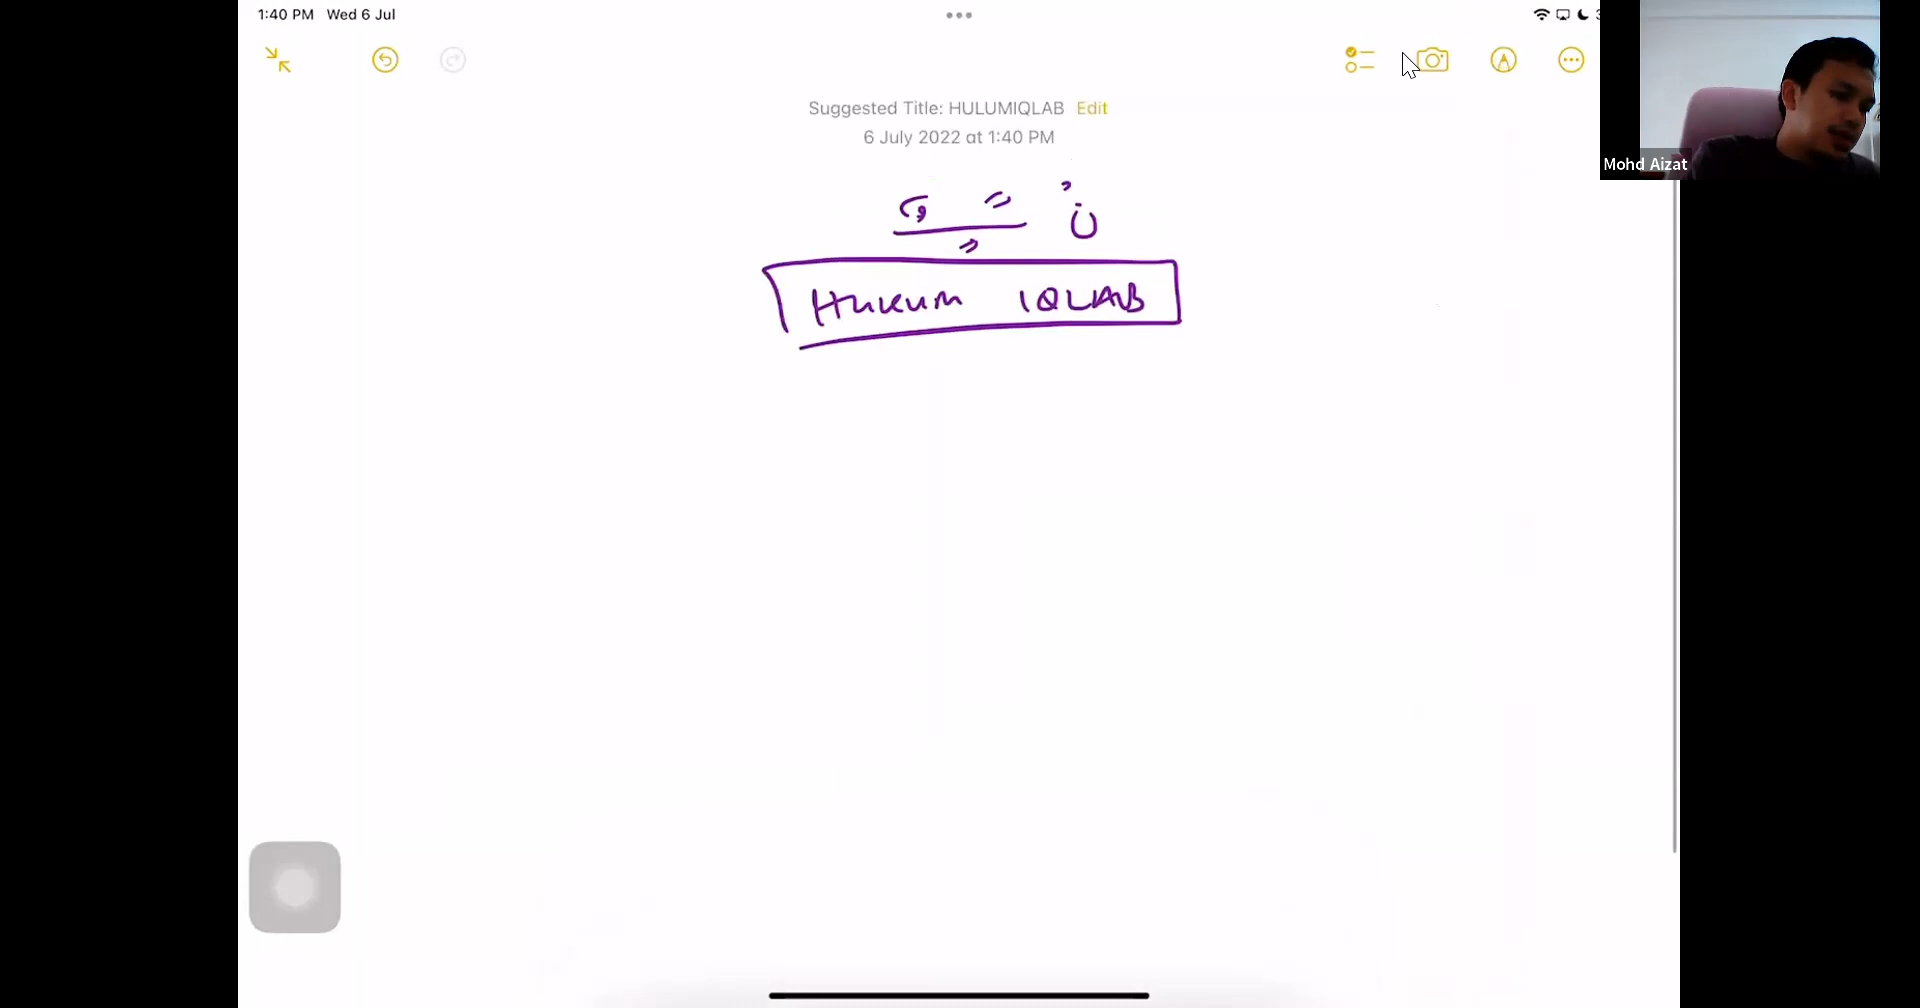 1:40 PM Wed 6 Jul
Suggested Title: HULUMIQLAB Edit
6 July 2022 at 1:40 PM
Hukum IQLAB
Mohd Aizat